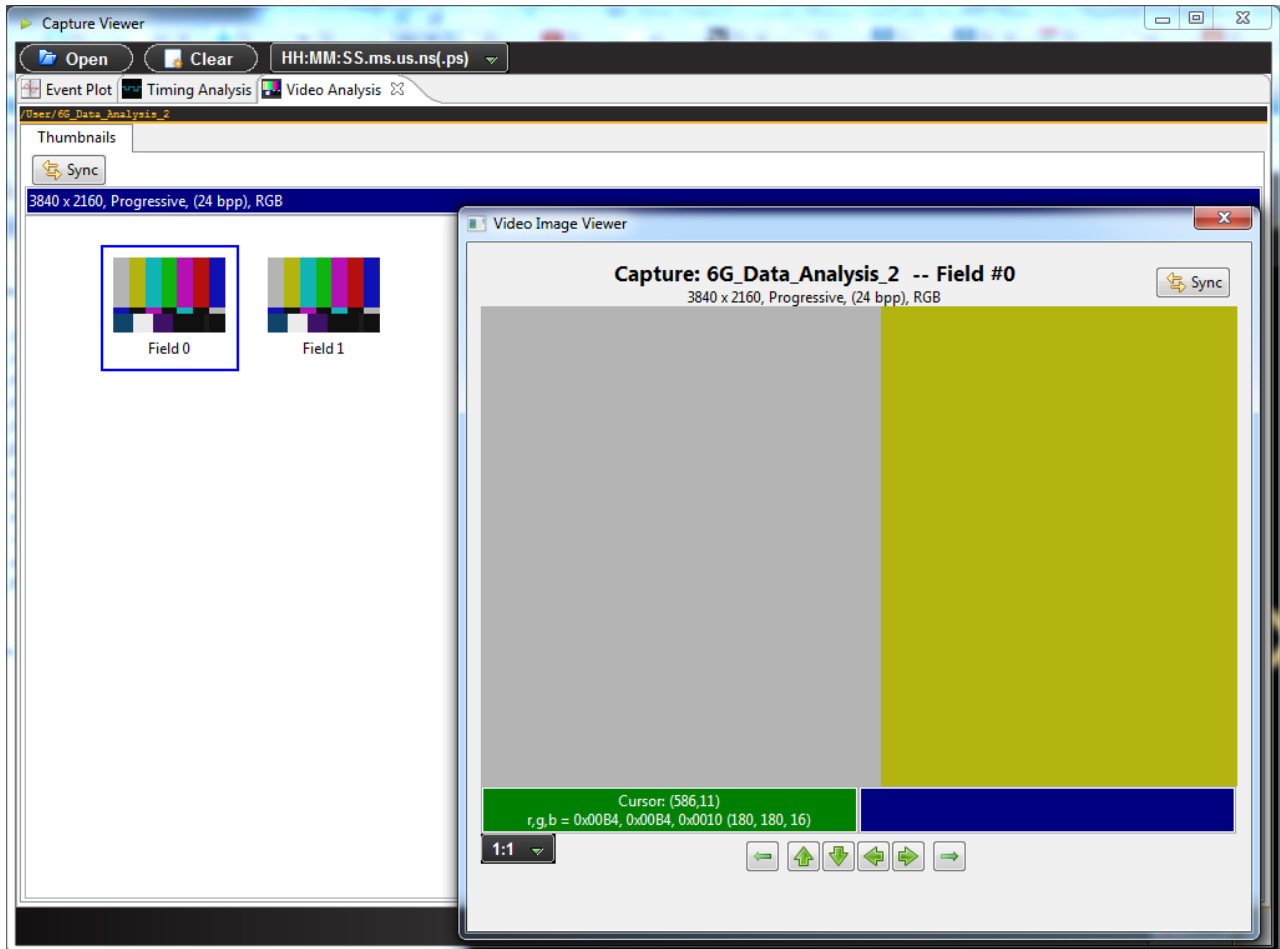 Capture Viewer
Open Clear HH:MM:SS.ms.us.ns(.ps)
Event Plot Timing Analysis Video Analysis
/User/6G_Data_Analysis_2
Thumbnails
Sync
3840 x 2160, Progressive, (24 bpp), RGB
Field 0 Field 1
Video Image Viewer
Capture: 6G_Data_Analysis_2 -- Field #0
3840 x 2160, Progressive, (24 bpp), RGB
Sync
Cursor: (586,11)
r,g,b = 0x00B4, 0x00B4, 0x0010 (180, 180, 16)
1:1